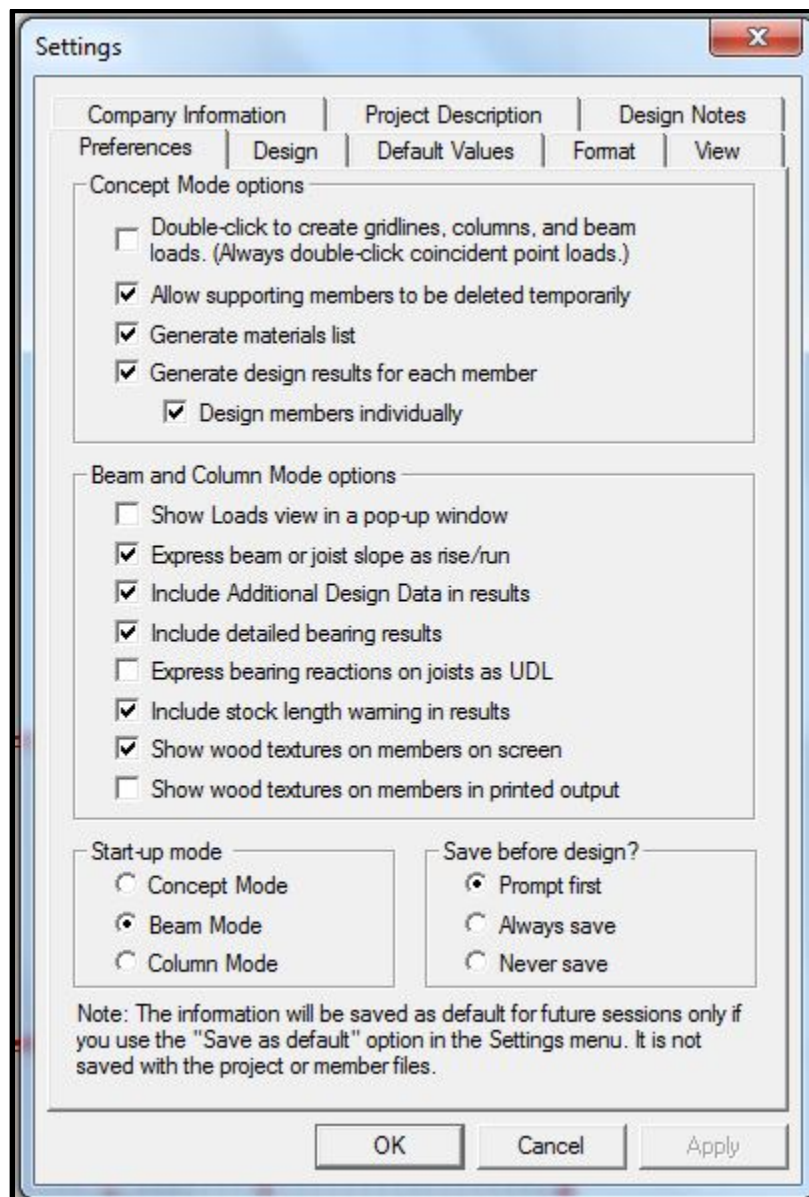 Settings
Company Information
Project Description
Design Notes
Preferences
Design
Default Values
Format
View
Concept Mode options
Double-click to create gridlines, columns, and beam
loads. (Always double-click coincident point loads.)
Allow supporting members to be deleted temporarily
Generate materials list
Generate design results for each member
Design members individually
Beam and Column Mode options
Show Loads view in a pop-up window
Express beam or joist slope as rise/run
Include Additional Design Data in results
Include detailed bearing results
Express bearing reactions on joists as UDL
Include stock length warning in results
Show wood textures on members on screen
Show wood textures on members in printed output
Start-up mode
Concept Mode
Beam Mode
Column Mode
Save before design?
Prompt first
Always save
Never save
Note: The information will be saved as default for future sessions only if
you use the "Save as default" option in the Settings menu. It is not
saved with the project or member files.
OK
Cancel
Apply